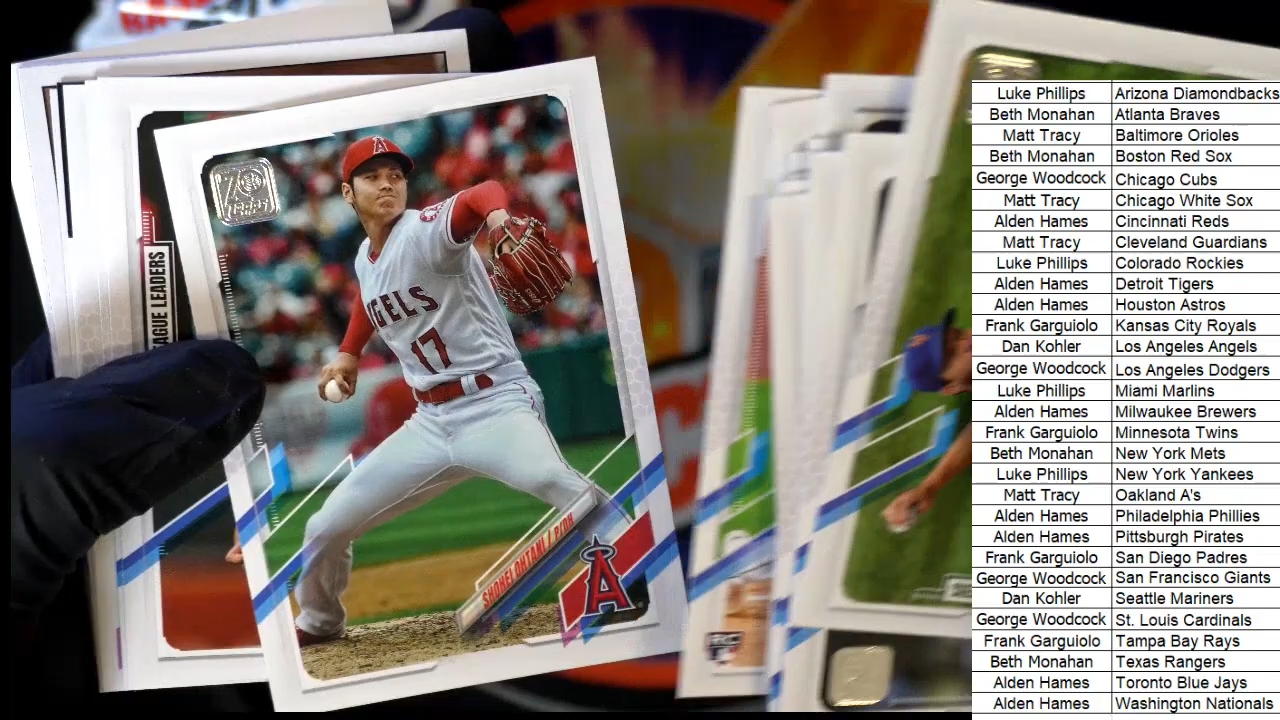 70
YEARS
A
ANGELS
17
SHOHEI OHTANI / P/DH
A
LEAGUE LEADERS
RC
Luke Phillips Arizona Diamondbacks
Beth Monahan Atlanta Braves
Matt Tracy Baltimore Orioles
Beth Monahan Boston Red Sox
George Woodcock Chicago Cubs
Matt Tracy Chicago White Sox
Alden Hames Cincinnati Reds
Matt Tracy Cleveland Guardians
Luke Phillips Colorado Rockies
Alden Hames Detroit Tigers
Alden Hames Houston Astros
Frank Garguiolo Kansas City Royals
Dan Kohler Los Angeles Angels
George Woodcock Los Angeles Dodgers
Luke Phillips Miami Marlins
Alden Hames Milwaukee Brewers
Frank Garguiolo Minnesota Twins
Beth Monahan New York Mets
Luke Phillips New York Yankees
Matt Tracy Oakland A's
Alden Hames Philadelphia Phillies
Alden Hames Pittsburgh Pirates
Frank Garguiolo San Diego Padres
George Woodcock San Francisco Giants
Dan Kohler Seattle Mariners
George Woodcock St. Louis Cardinals
Frank Garguiolo Tampa Bay Rays
Beth Monahan Texas Rangers
Alden Hames Toronto Blue Jays
Alden Hames Washington Nationals